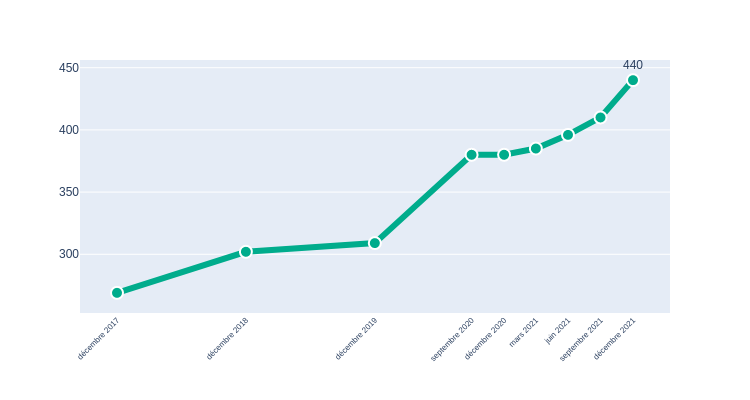 440
450
400
350
300
décembre 2017
décembre 2018
décembre 2019
septembre 2020
décembre 2020
mars 2021
juin 2021
septembre 2021
décembre 2021